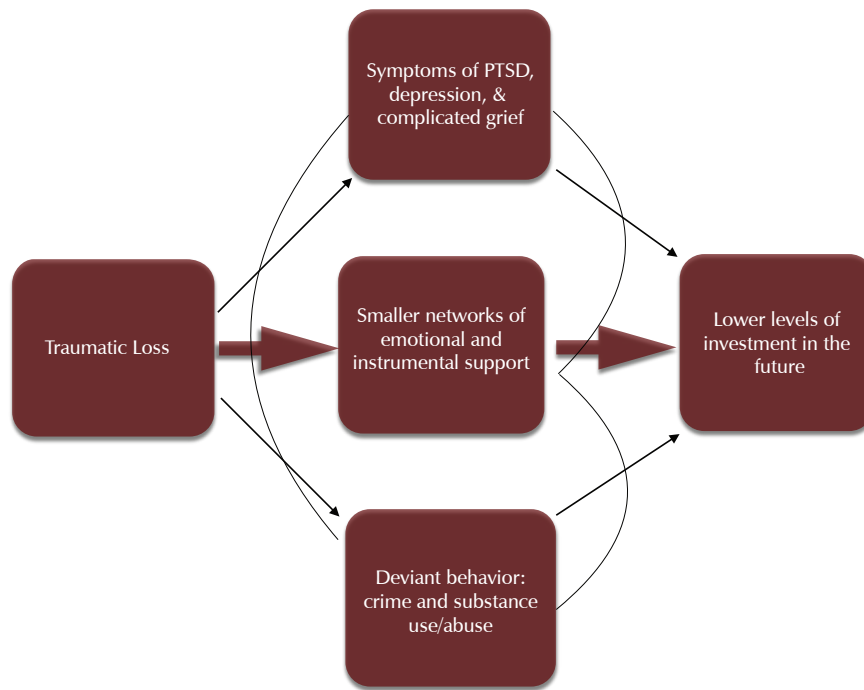 Symptoms of PTSD,
depression, &
complicated grief
Traumatic Loss
Smaller networks of
emotional and
instrumental support
Lower levels of
investment in the
future
Deviant behavior:
crime and substance
use/abuse